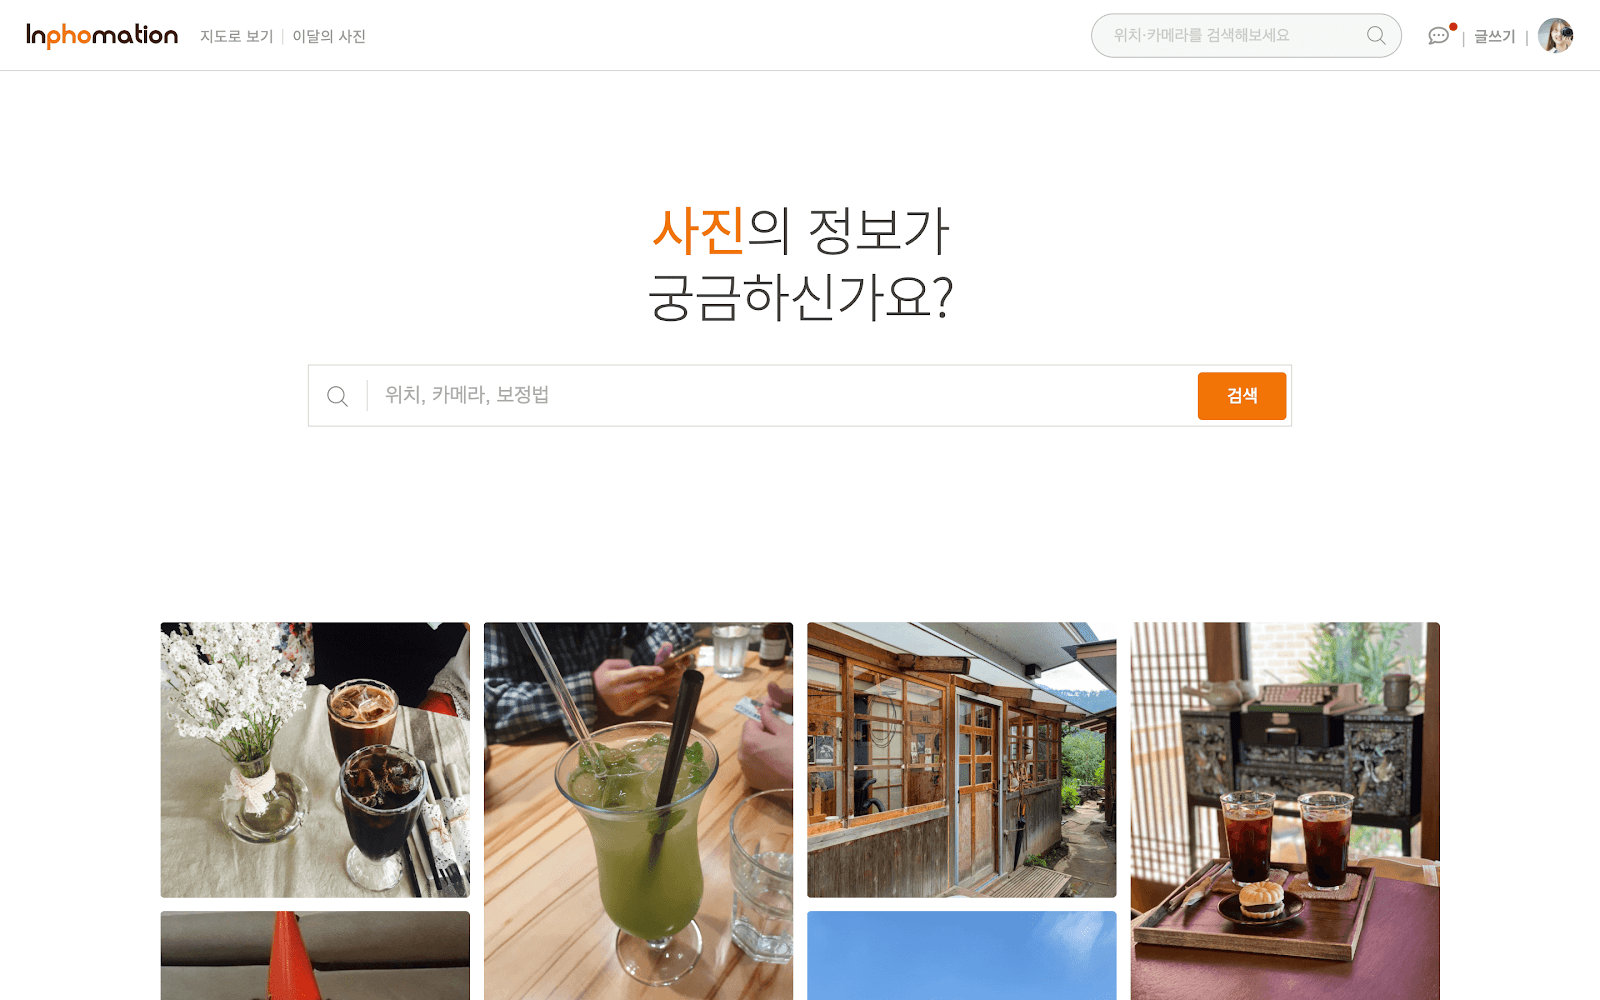 Inphomation 지도로 보기 | 이달의 사진 위치·카메라를 검색해보세요 | 글쓰기 |
사진의 정보가
궁금하신가요?
위치, 카메라, 보정법 검색